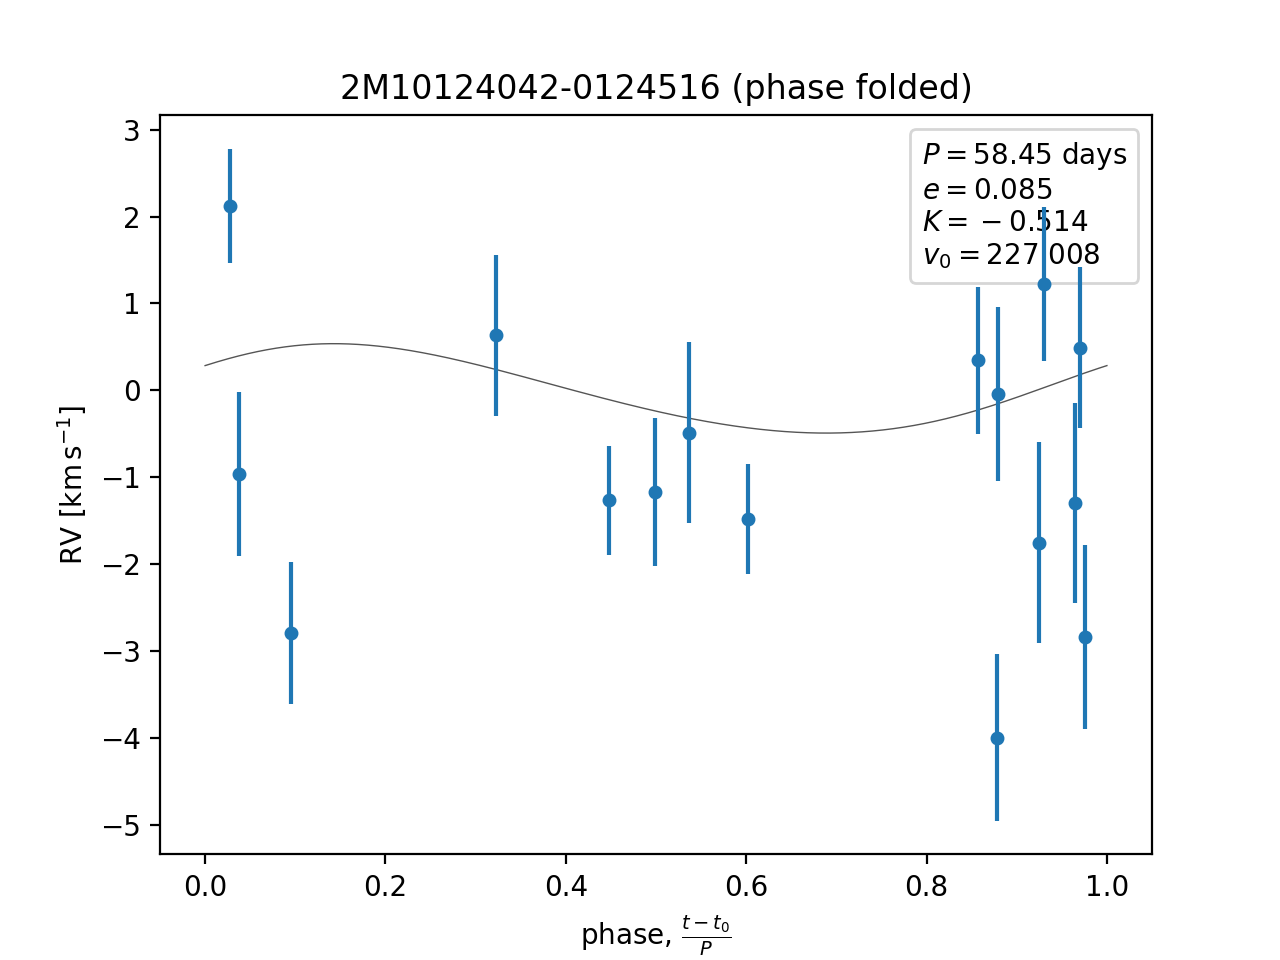 2M10124042-0124516 (phase folded)
P = 58.45 days
e = 0.085
K = −0.514
v₀ = 227.008
3
2
1
0
−1
−2
−3
−4
−5
RV [km s⁻¹]
0.0 0.2 0.4 0.6 0.8 1.0
phase, (t − t₀)/P